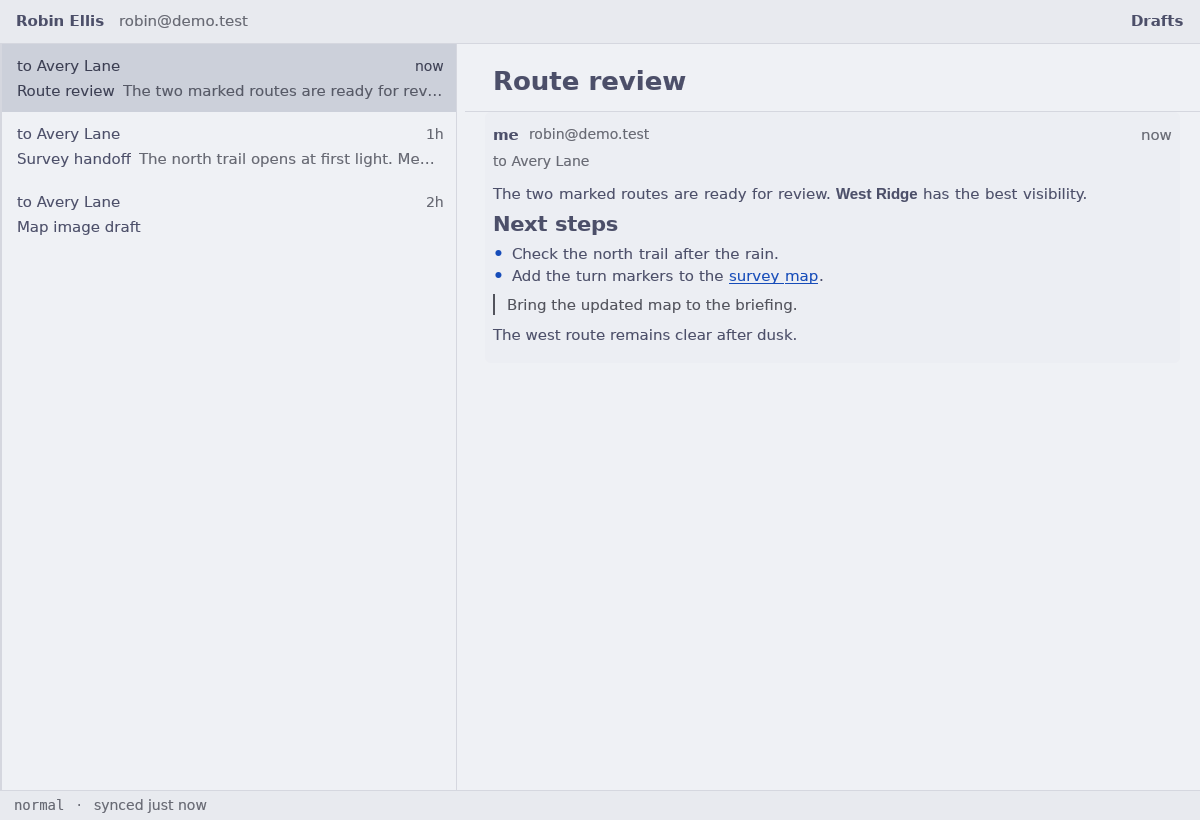 Robin Ellis robin@demo.test Drafts
to Avery Lane now
Route review The two marked routes are ready for rev…
to Avery Lane 1h
Survey handoff The north trail opens at first light. Me…
to Avery Lane 2h
Map image draft
Route review
me robin@demo.test now
to Avery Lane
The two marked routes are ready for review. West Ridge has the best visibility.
Next steps
• Check the north trail after the rain.
• Add the turn markers to the survey map.
Bring the updated map to the briefing.
The west route remains clear after dusk.
normal · synced just now